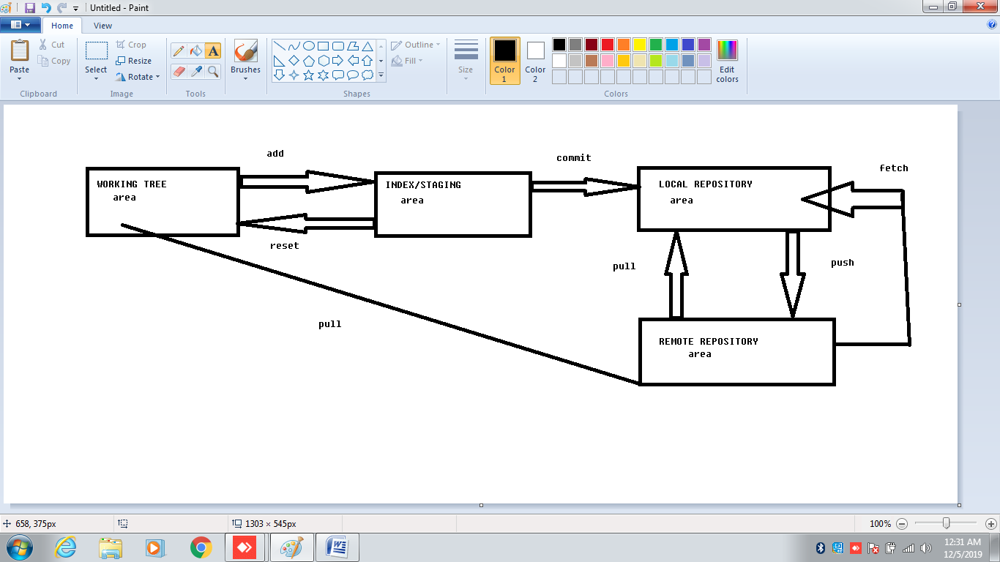 Untitled - Paint
Home View
Paste Cut Copy
Clipboard
Select Crop Resize Rotate
Image
A
Tools
Brushes
Outline Fill
Shapes
Size
Color 1
Color 2
Edit colors
Colors
add
commit
fetch
WORKING TREE
area
INDEX/STAGING
area
LOCAL REPOSITORY
area
reset
pull
push
pull
REMOTE REPOSITORY
area
658, 375px
1303 × 545px
100%
12:31 AM
12/5/2019